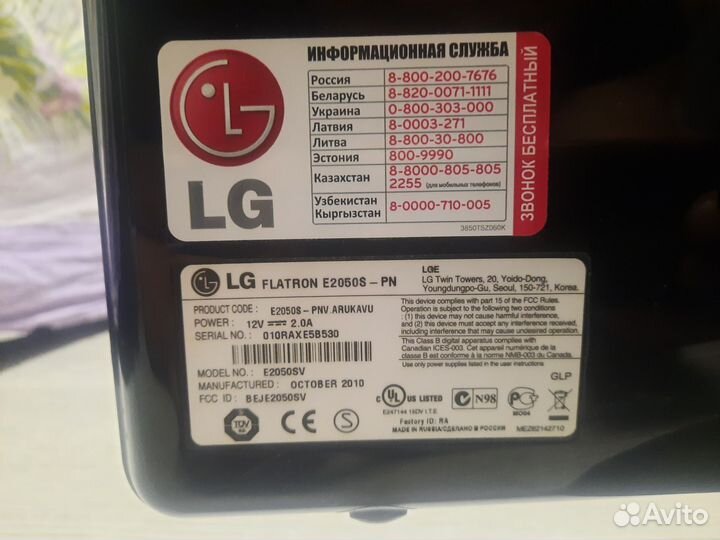 ИНФОРМАЦИОННАЯ СЛУЖБА
Россия 8-800-200-7676
Беларусь 8-820-0071-1111
Украина 0-800-303-000
Латвия 8-0003-271
Литва 8-800-30-800
Эстония 800-9990
Казахстан 8-8000-805-805
2255 (для мобильных телефонов)
Узбекистан
Кыргызстан 8-0000-710-005
ЗВОНОК БЕСПЛАТНЫЙ
LG
3850TSZ060K
LG FLATRON E2050S-PN
LGE
LG Twin Towers, 20, Yoido-Dong,
Youngdungpo-Gu, Seoul, 150-721, Korea.
PRODUCT CODE: E2050S-PNV.ARUKAVU
POWER: 12V 2.0A
SERIAL NO.: 010RAXE5B530
MODEL NO.: E2050SV
MANUFACTURED: OCTOBER 2010
FCC ID: BEJE2050SV
This device complies with part 15 of the FCC Rules.
Operation is subject to the following two conditions
: (1) this device may not cause harmful interference,
and (2) this device must accept any interference
received, including interference that may cause
undesired operation.
This Class B digital apparatus complies with
Canadian ICES-003. Cet appareil numérique de la
classe B est conforme à la norme NMB-003 du Canada.
Use only power supplies listed in the user instructions
GLP
TÜV
CE
C UL US LISTED
E247144 15DV I.T.E.
N98
MO04
Factory ID: RA
MADE IN RUSSIA/СДЕЛАНО В РОССИИ
MEZ62142710
Avito